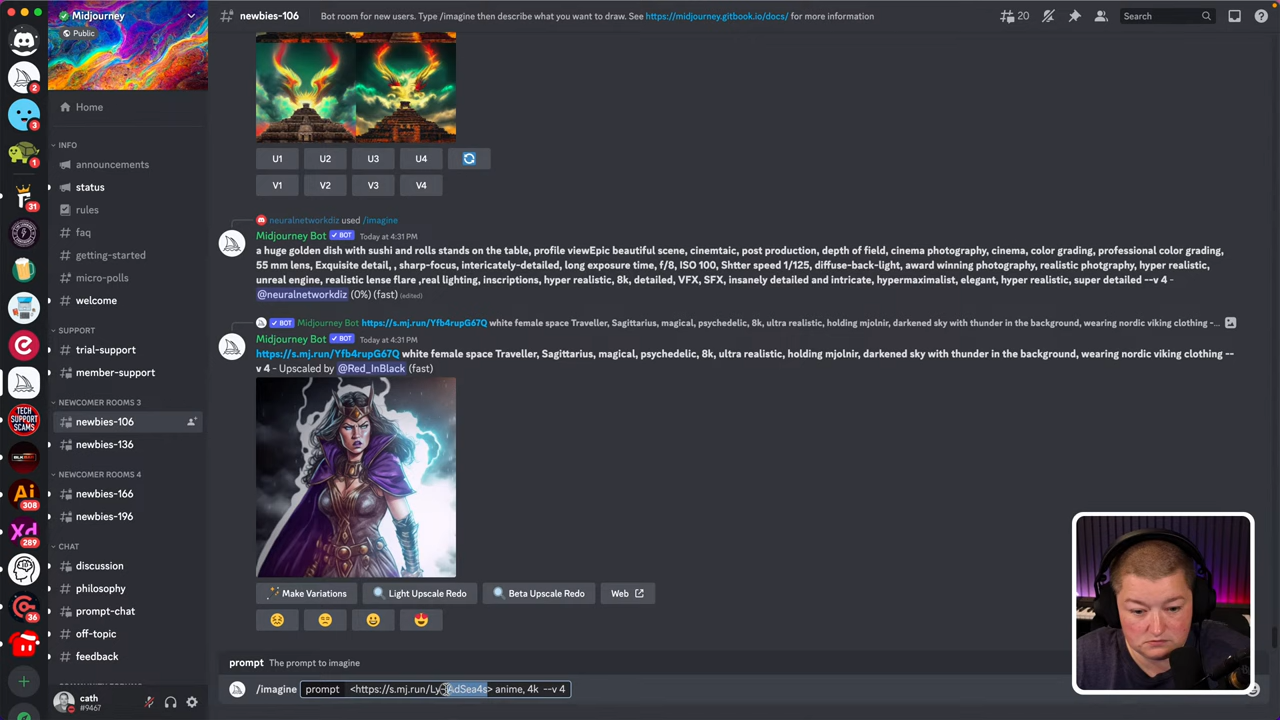 Midjourney
Public
Home
INFO
announcements
status
rules
faq
getting-started
micro-polls
welcome
SUPPORT
trial-support
member-support
NEWCOMER ROOMS 3
newbies-106
newbies-136
NEWCOMER ROOMS 4
newbies-166
newbies-196
CHAT
discussion
philosophy
prompt-chat
off-topic
feedback
cath
#9467
2
3
1
31
Ai
308
Xd
289
36
TECH SUPPORT SCAMS
newbies-106
Bot room for new users. Type /imagine then describe what you want to draw. See https://midjourney.gitbook.io/docs/ for more information
20
Search
U1 U2 U3 U4
V1 V2 V3 V4
neuralnetworkdiz used /imagine
Midjourney Bot BOT Today at 4:31 PM
a huge golden dish with sushi and rolls stands on the table, profile viewEpic beautiful scene, cinemtaic, post production, depth of field, cinema photography, cinema, color grading, professional color grading,
55 mm lens, Exquisite detail, , sharp-focus, intericately-detailed, long exposure time, f/8, ISO 100, Shtter speed 1/125, diffuse-back-light, award winning photography, realistic photgraphy, hyper realistic,
unreal engine, realistic lense flare ,real lighting, inscriptions, hyper realistic, 8k, detailed, VFX, SFX, insanely detailed and intricate, hypermaximalist, elegant, hyper realistic, super detailed --v 4 -
@neuralnetworkdiz (0%) (fast) (edited)
BOT Midjourney Bot https://s.mj.run/Yfb4rupG67Q white female space Traveller, Sagittarius, magical, psychedelic, 8k, ultra realistic, holding mjolnir, darkened sky with thunder in the background, wearing nordic viking clothing -...
Midjourney Bot BOT Today at 4:31 PM
https://s.mj.run/Yfb4rupG67Q white female space Traveller, Sagittarius, magical, psychedelic, 8k, ultra realistic, holding mjolnir, darkened sky with thunder in the background, wearing nordic viking clothing --
v 4 - Upscaled by @Red_InBlack (fast)
Make Variations Light Upscale Redo Beta Upscale Redo Web
prompt The prompt to imagine
/imagine prompt anime, 4k --v 4